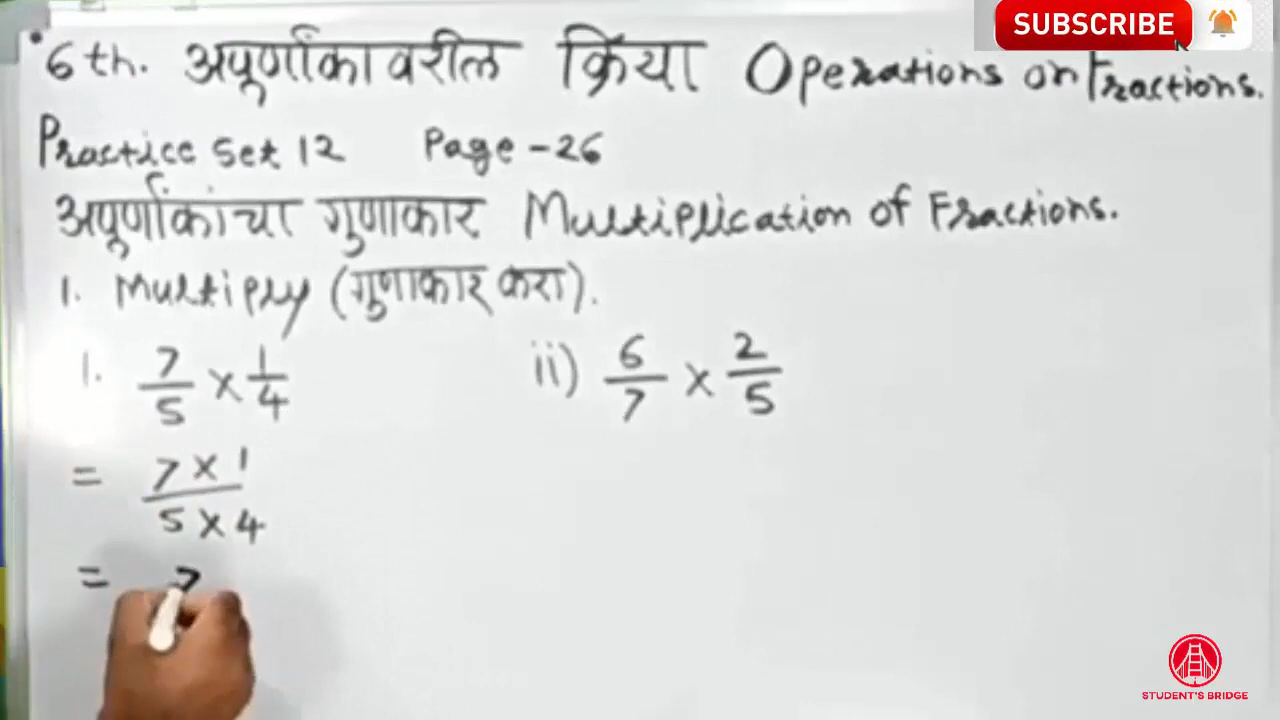 SUBSCRIBE
6th. अपूर्णांकावरील क्रिया Operations on Fractions.
Practice Set 12 Page - 26
अपूर्णांकांचा गुणाकार Multiplication of Fractions.
1. Multiply (गुणाकार करा).
1. 7/5 × 1/4 ii) 6/7 × 2/5
= 7 × 1 / 5 × 4
= 7
STUDENT'S BRIDGE